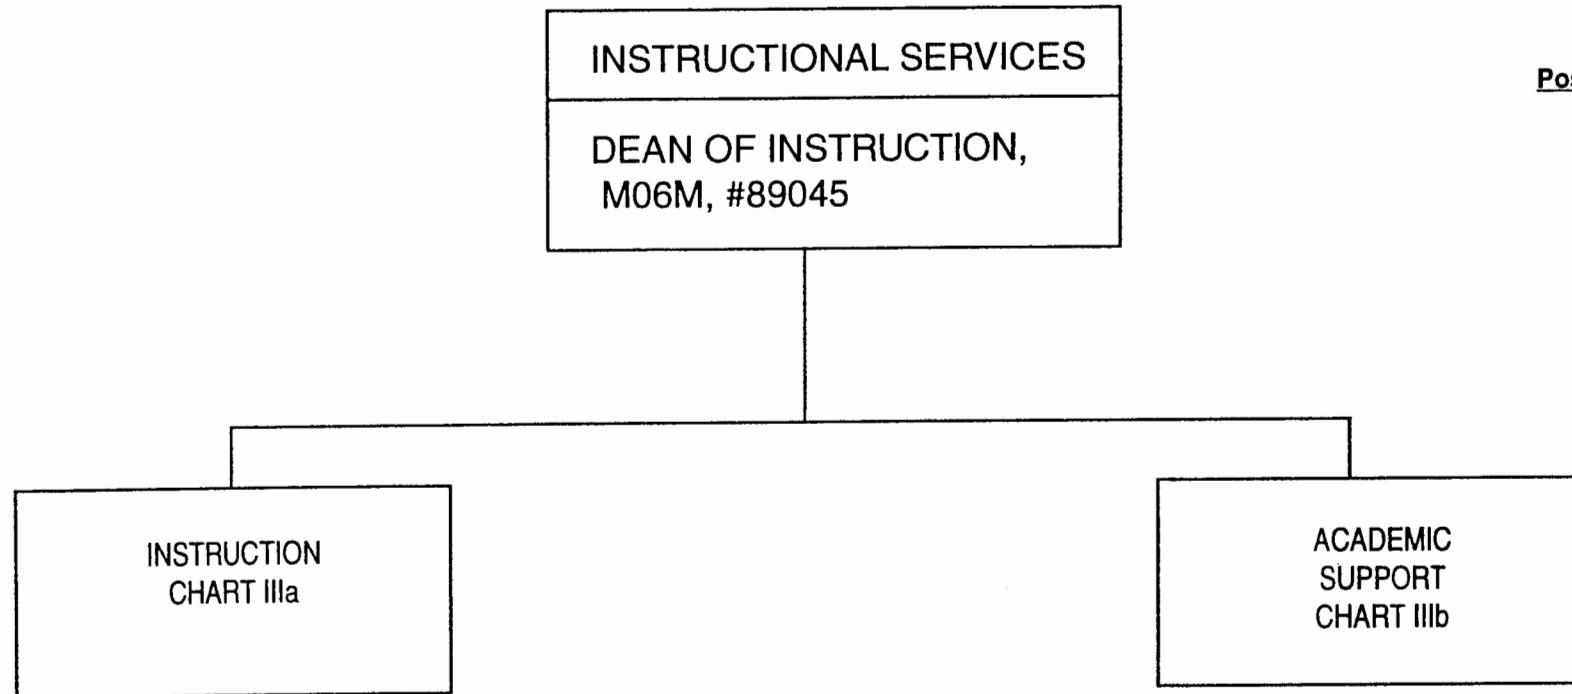 INSTRUCTIONAL SERVICES
DEAN OF INSTRUCTION,
M06M, #89045
INSTRUCTION
CHART IIIa
ACADEMIC
SUPPORT
CHART IIIb